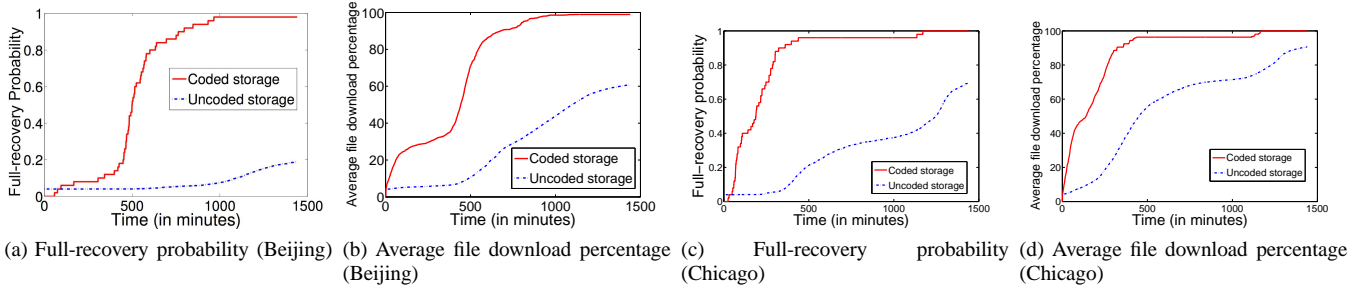 Full-recovery Probability
1
0.8
0.6
0.4
0.2
0
0 500 1000 1500
Time (in minutes)
Coded storage
Uncoded storage
(a) Full-recovery probability (Beijing)
Average file download percentage
100
80
60
40
20
0
0 500 1000 1500
Time (in minutes)
Coded storage
Uncoded storage
(b) Average file download percentage
(Beijing)
Full-recovery probability
1
0.8
0.6
0.4
0.2
0
0 500 1000 1500
Time (in minutes)
Coded storage
Uncoded storage
(c) Full-recovery probability
(Chicago)
Average file download percentage
100
80
60
40
20
0
0 500 1000 1500
Time (in minutes)
Coded storage
Uncoded storage
(d) Average file download percentage
(Chicago)